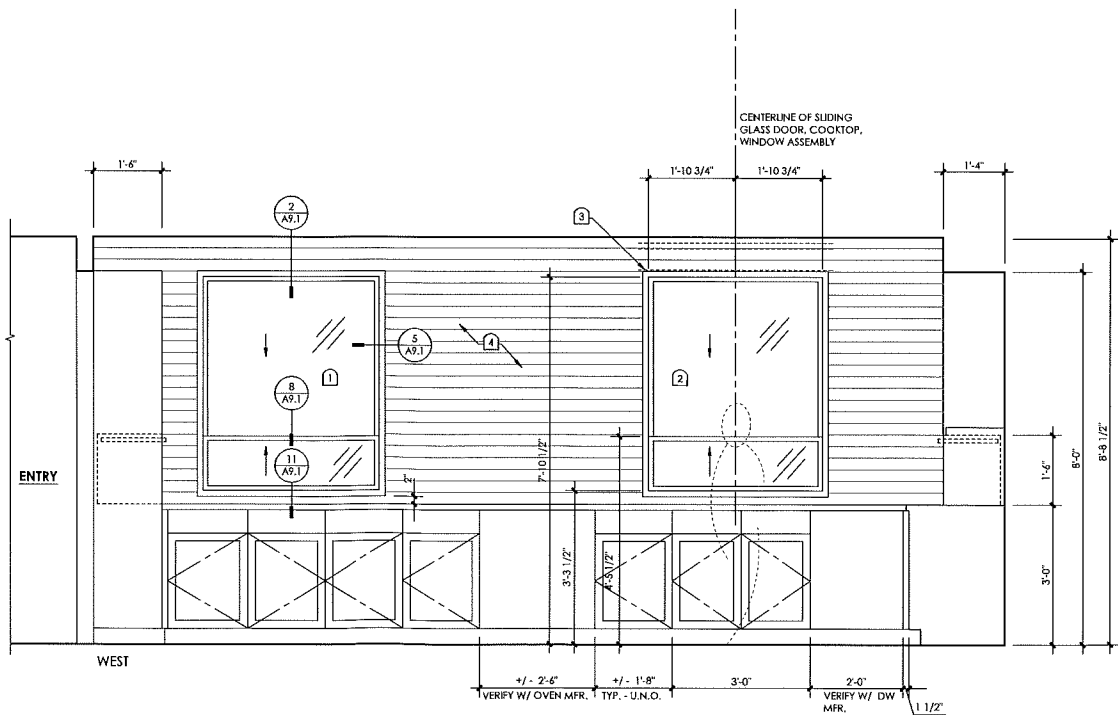 CENTERLINE OF SLIDING
GLASS DOOR, COOKTOP,
WINDOW ASSEMBLY
1'-6"
1'-10 3/4"
1'-10 3/4"
1'-4"
2
A9.1
3
5
A9.1
4
1
2
8
A9.1
11
A9.1
ENTRY
2"
7'-10 1/2"
3'-3 1/2"
4'-5 1/2"
1'-6"
3'-0"
8'-0"
8'-8 1/2"
WEST
+/- 2'-6"
VERIFY W/ OVEN MFR.
+/- 1'-8"
TYP. - U.N.O.
3'-0"
2'-0"
VERIFY W/ DW
MFR.
1 1/2"